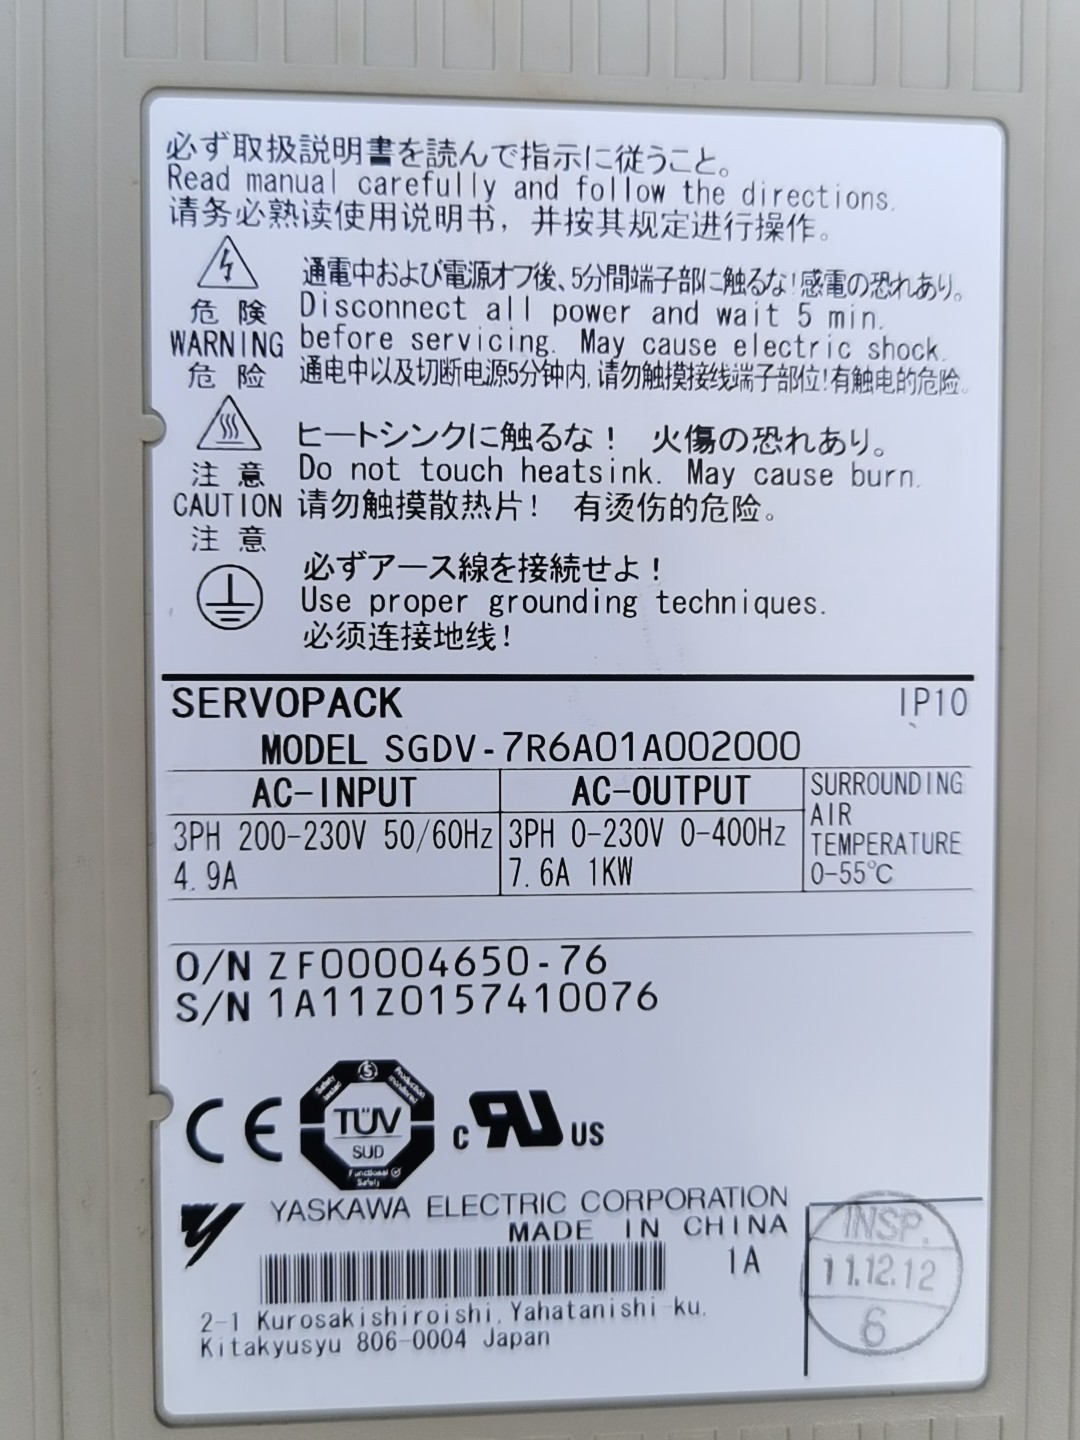 必ず取扱説明書を読んで指示に従うこと。
Read manual carefully and follow the directions.
请务必熟读使用说明书，并按其规定进行操作。
危 険
WARNING
危 险
通電中および電源オフ後、5分間端子部に触るな!感電の恐れあり。
Disconnect all power and wait 5 min.
before servicing. May cause electric shock.
通电中以及切断电源5分钟内,请勿触摸接线端子部位!有触电的危险。
注 意
CAUTION
注 意
ヒートシンクに触るな! 火傷の恐れあり。
Do not touch heatsink. May cause burn.
请勿触摸散热片! 有烫伤的危险。
必ずアース線を接続せよ!
Use proper grounding techniques.
必须连接地线!
SERVOPACK IP10
MODEL SGDV-7R6A01A002000
AC-INPUT
3PH 200-230V 50/60Hz
4.9A
AC-OUTPUT
3PH 0-230V 0-400Hz
7.6A 1KW
SURROUNDING
AIR
TEMPERATURE
0-55℃
O/N ZF00004650-76
S/N 1A11Z0157410076
CE
Safety tested
S
Production monitored
TÜV
SUD
Functional
Safety
c RU US
YASKAWA ELECTRIC CORPORATION
MADE IN CHINA
1A
2-1 Kurosakishiroishi, Yahatanishi-ku,
Kitakyusyu 806-0004 Japan
INSP.
11.12.12
6